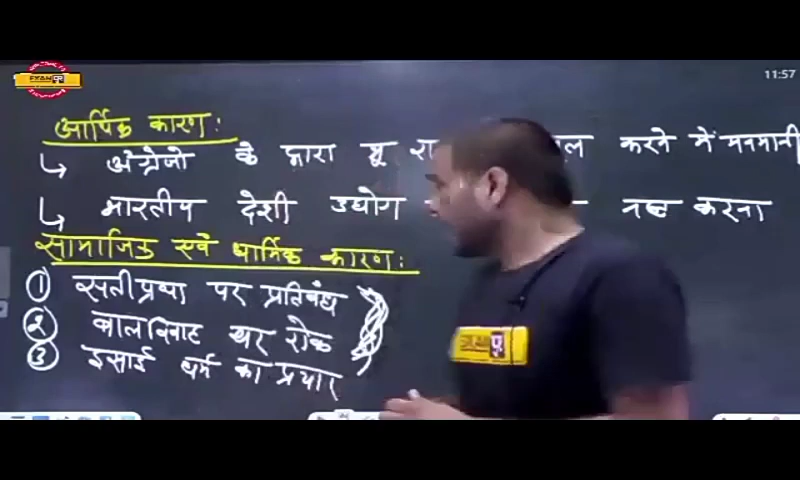 11:57
आर्थिक कारण:
↳ अंग्रेजो के द्वारा भू करने में मनमानी
↳ भारतीय देशी उद्योग नष्ट करना
सामाजिक एवं धार्मिक कारण:
① सतीप्रथा पर प्रतिबंध
② बालविवाह पर रोक
③ इसाई धर्म का प्रचार